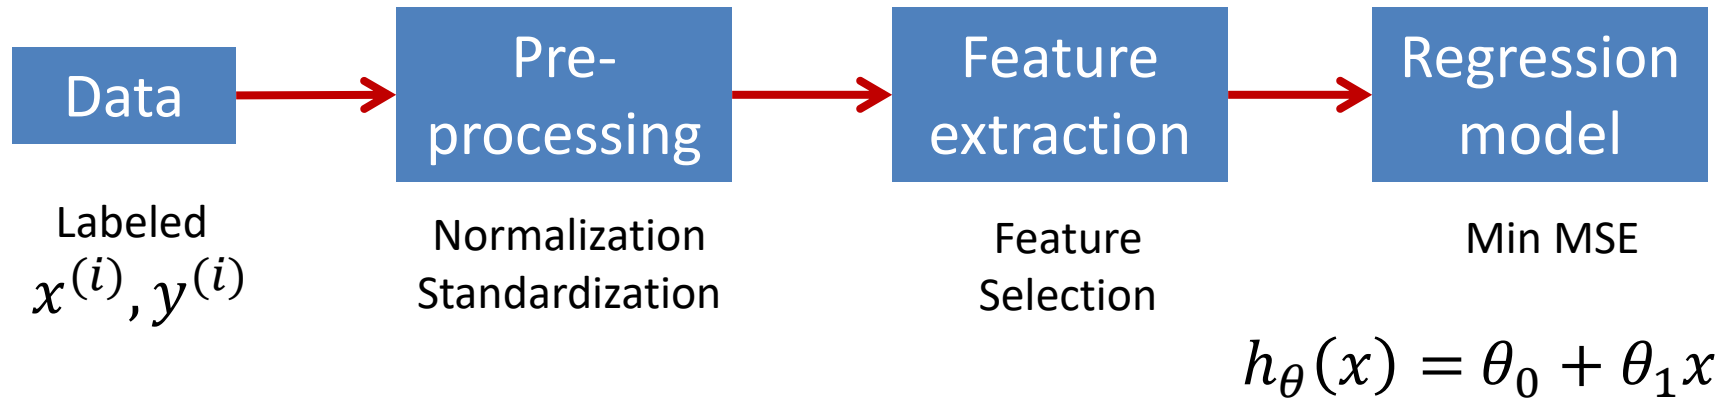 Data
Pre-
processing
Feature
extraction
Regression
model
Labeled
x^{(i)}, y^{(i)}
Normalization
Standardization
Feature
Selection
Min MSE
h_θ(x) = θ_0 + θ_1x